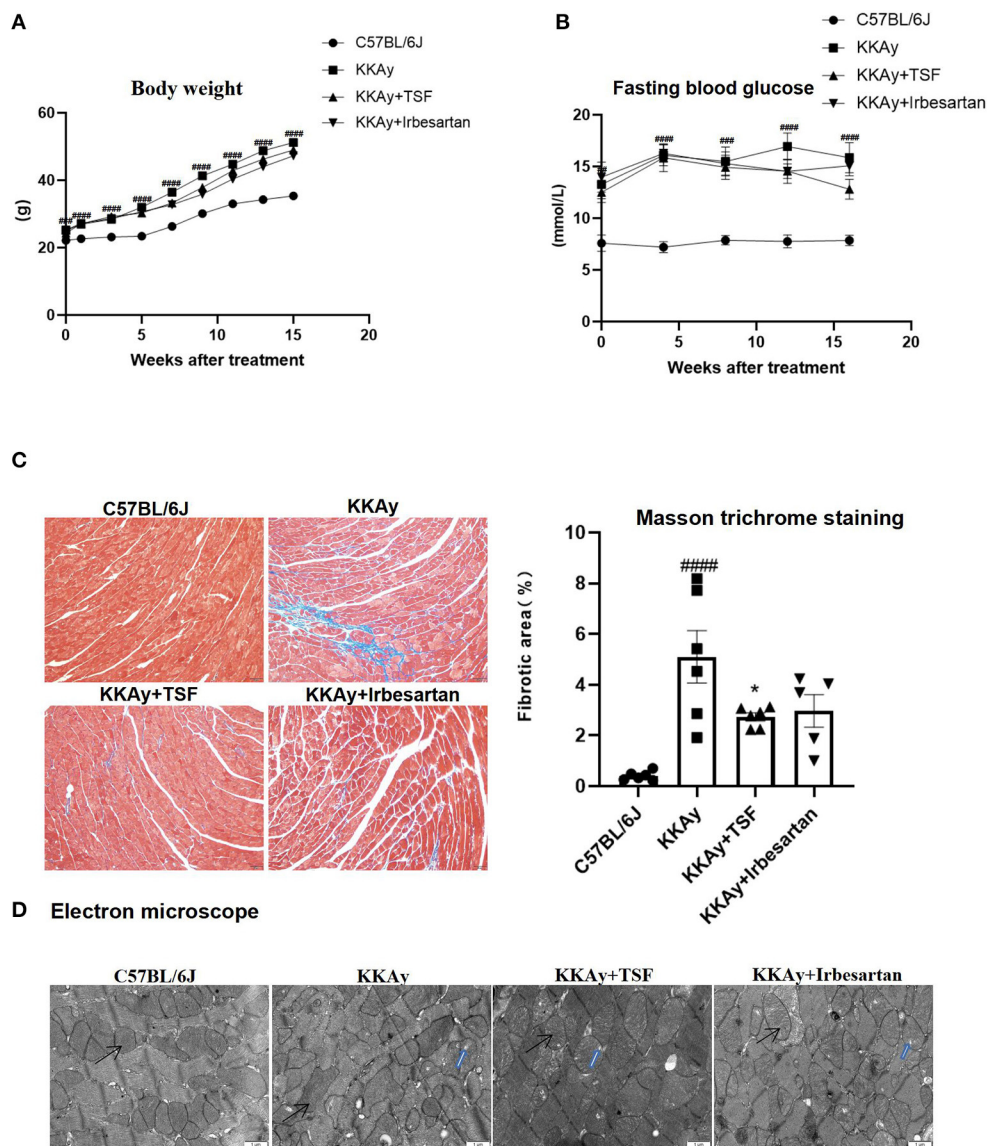 A
C57BL/6J
KKAy
KKAy+TSF
KKAy+Irbesartan
Body weight
60
40
20
0
(g)
### #### #### #### #### #### #### #### ####
0 5 10 15 20
Weeks after treatment
B
C57BL/6J
KKAy
KKAy+TSF
KKAy+Irbesartan
Fasting blood glucose
20
15
10
5
0
(mmol/L)
#### ### #### ####
0 5 10 15 20
Weeks after treatment
C
C57BL/6J
KKAy
KKAy+TSF
KKAy+Irbesartan
Masson trichrome staining
10
8
6
4
2
0
Fibrotic area(%)
####
*
C57BL/6J
KKAy
KKAy+TSF
KKAy+Irbesartan
D Electron microscope
C57BL/6J
KKAy
KKAy+TSF
KKAy+Irbesartan